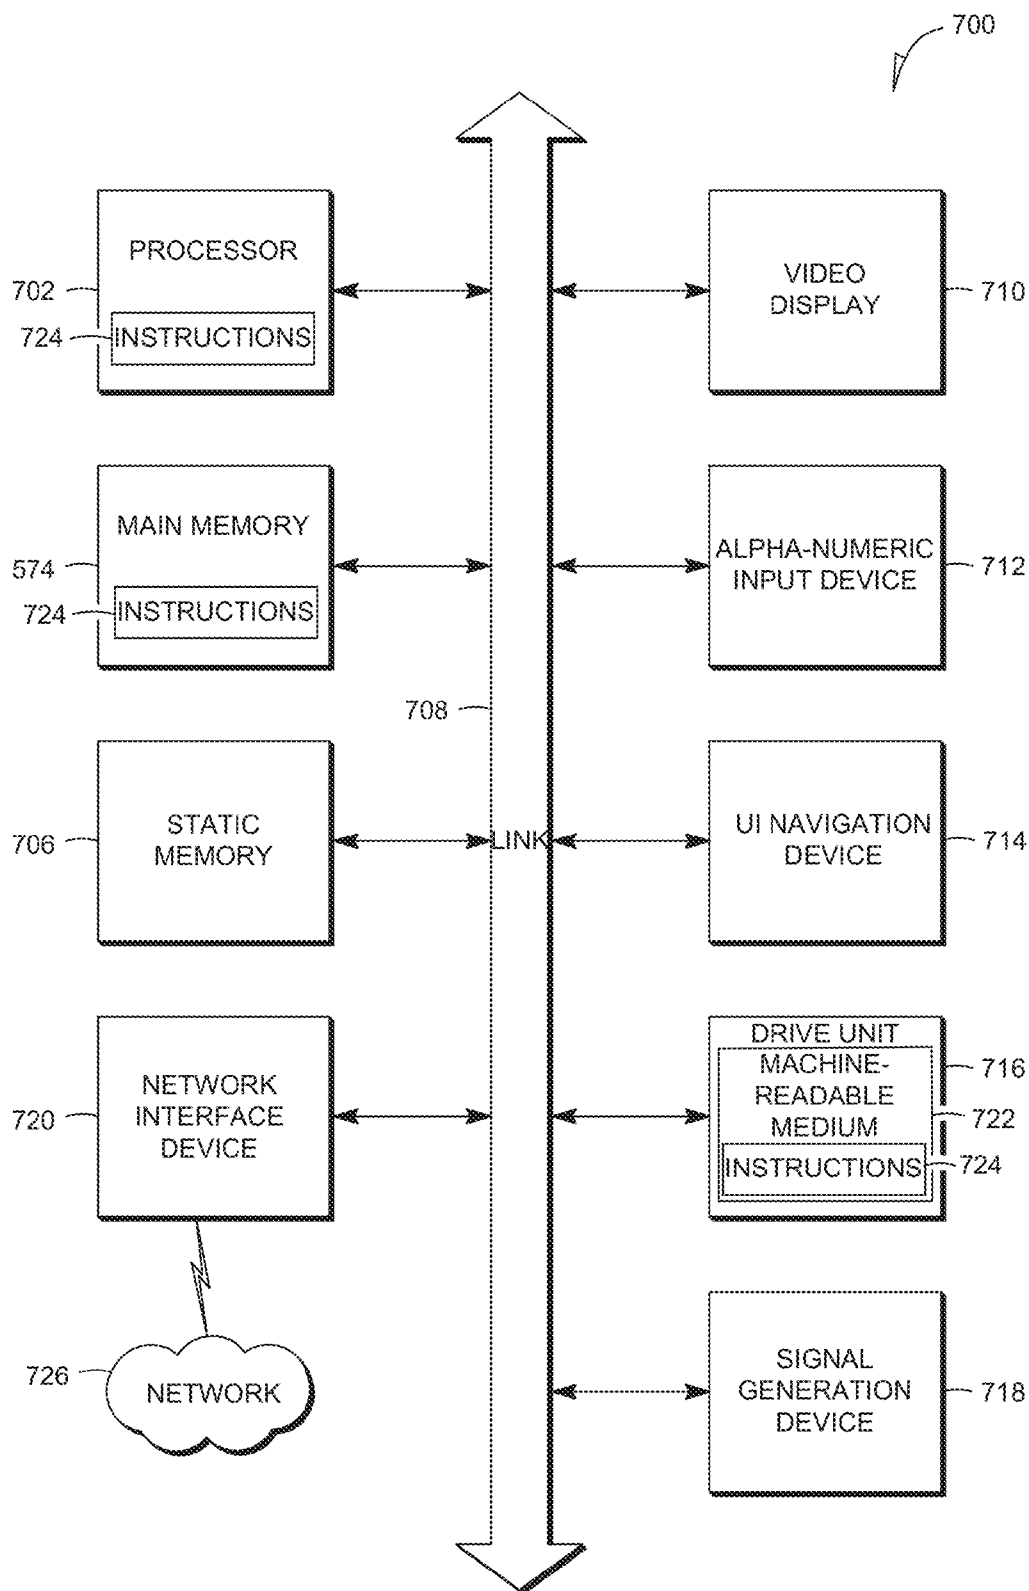 700
PROCESSOR
702
724
INSTRUCTIONS
VIDEO
DISPLAY
710
MAIN MEMORY
574
724
INSTRUCTIONS
ALPHA-NUMERIC
INPUT DEVICE
712
708
STATIC
MEMORY
706
LINK
UI NAVIGATION
DEVICE
714
NETWORK
INTERFACE
DEVICE
720
DRIVE UNIT
MACHINE-
READABLE
MEDIUM
INSTRUCTIONS
716
722
724
726
NETWORK
SIGNAL
GENERATION
DEVICE
718